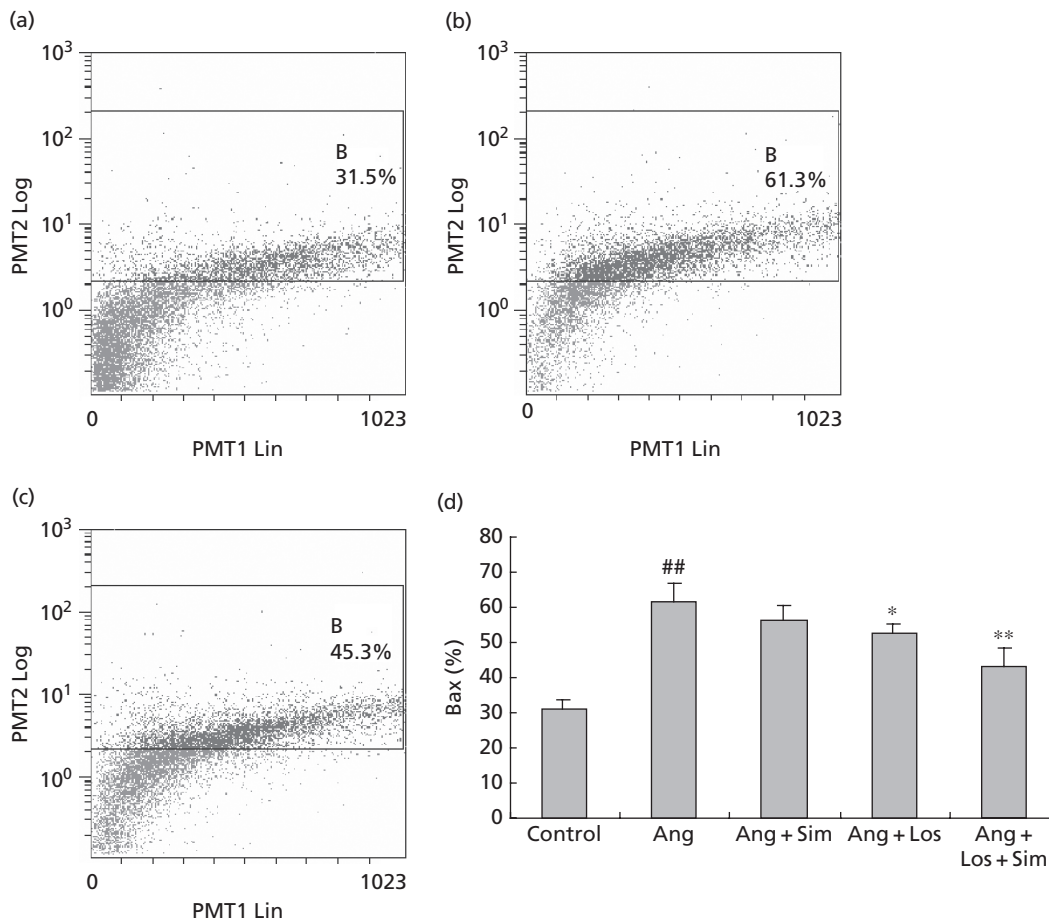 (a)
10³
10²
10¹
10⁰
PMT2 Log
B
31.5%
0
1023
PMT1 Lin
(b)
10³
10²
10¹
10⁰
PMT2 Log
B
61.3%
0
1023
PMT1 Lin
(c)
10³
10²
10¹
10⁰
PMT2 Log
B
45.3%
0
1023
PMT1 Lin
(d)
80
70
60
50
40
30
20
10
0
Bax (%)
##
*
**
Control
Ang
Ang + Sim
Ang + Los
Ang +
Los + Sim